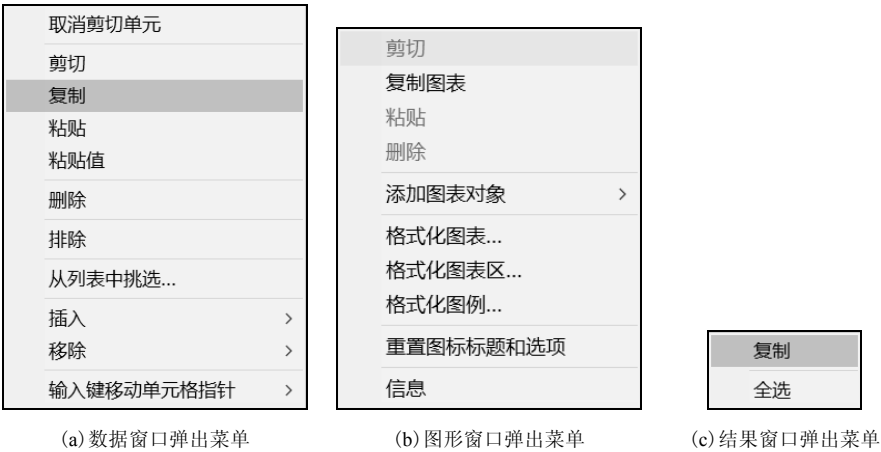 取消剪切单元
剪切
复制
粘贴
粘贴值
删除
排除
从列表中挑选...
插入
移除
输入键移动单元格指针
(a)数据窗口弹出菜单
剪切
复制图表
粘贴
删除
添加图表对象
格式化图表...
格式化图表区...
格式化图例...
重置图标标题和选项
信息
(b)图形窗口弹出菜单
复制
全选
(c)结果窗口弹出菜单